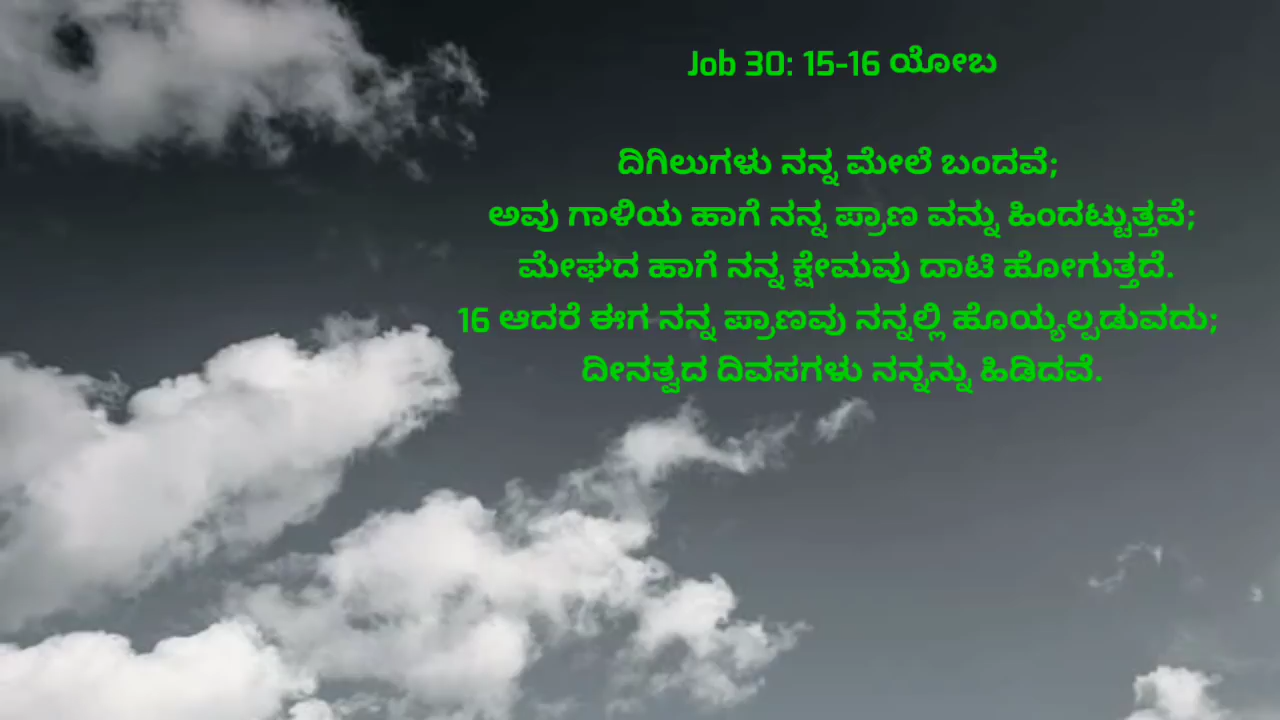 Job 30: 15-16 ಯೋಬ
ದಿಗಿಲುಗಳು ನನ್ನ ಮೇಲೆ ಬಂದವೆ;
ಅವು ಗಾಳಿಯ ಹಾಗೆ ನನ್ನ ಪ್ರಾಣ ವನ್ನು ಹಿಂದಟ್ಟುತ್ತವೆ;
ಮೇಘದ ಹಾಗೆ ನನ್ನ ಕ್ಷೇಮವು ದಾಟಿ ಹೋಗುತ್ತದೆ.
16 ಆದರೆ ಈಗ ನನ್ನ ಪ್ರಾಣವು ನನ್ನಲ್ಲಿ ಹೊಯ್ಯಲ್ಪಡುವದು;
ದೀನತ್ವದ ದಿವಸಗಳು ನನ್ನನ್ನು ಹಿಡಿದವೆ.